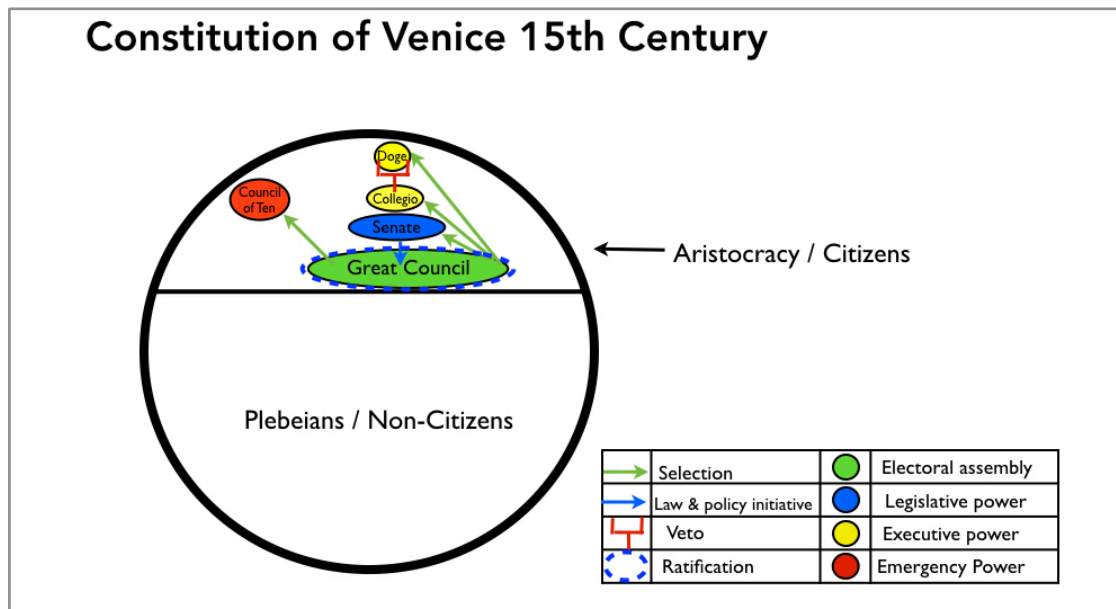 Constitution of Venice 15th Century
Doge
Council
of Ten
Collegio
Senate
Great Council
Aristocracy / Citizens
Plebeians / Non-Citizens
Selection
Electoral assembly
Law & policy initiative
Legislative power
Veto
Executive power
Ratification
Emergency Power